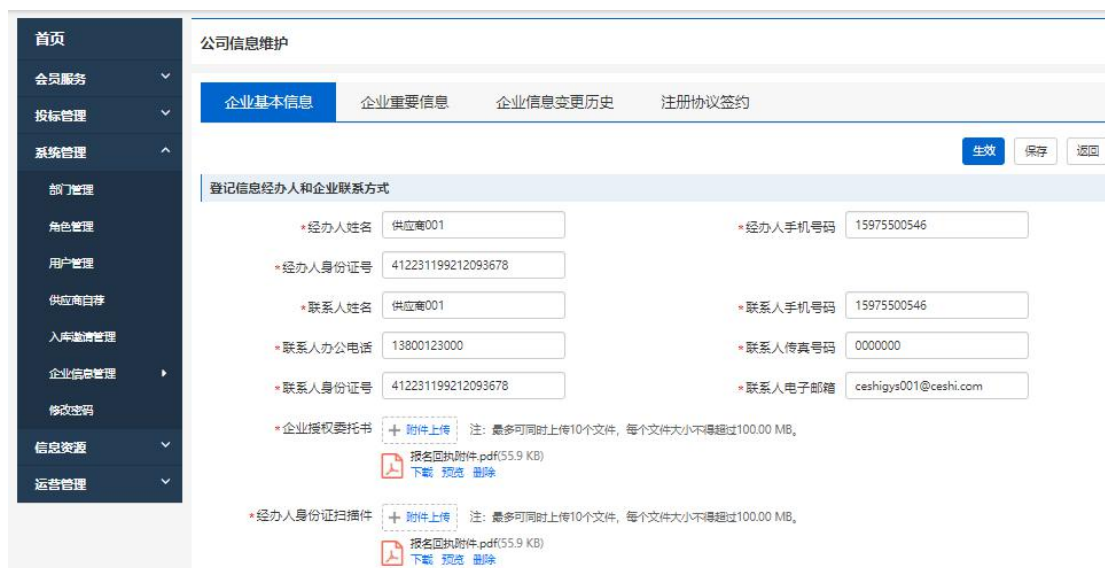 首页
会员服务
投标管理
系统管理
部门管理
角色管理
用户管理
供应商自荐
入库邀请管理
企业信息管理
修改密码
信息资源
运营管理
公司信息维护
企业基本信息 企业重要信息 企业信息变更历史 注册协议签约
生效 保存 返回
登记信息经办人和企业联系方式
*经办人姓名 供应商001 *经办人手机号码 15975500546
*经办人身份证号 412231199212093678
*联系人姓名 供应商001 *联系人手机号码 15975500546
*联系人办公电话 13800123000 *联系人传真号码 0000000
*联系人身份证号 412231199212093678 *联系人电子邮箱 ceshigys001@ceshi.com
*企业授权委托书 + 附件上传 注: 最多可同时上传10个文件, 每个文件大小不得超过100.00 MB。
报名回执附件.pdf(55.9 KB)
下载 预览 删除
*经办人身份证扫描件 + 附件上传 注: 最多可同时上传10个文件, 每个文件大小不得超过100.00 MB。
报名回执附件.pdf(55.9 KB)
下载 预览 删除